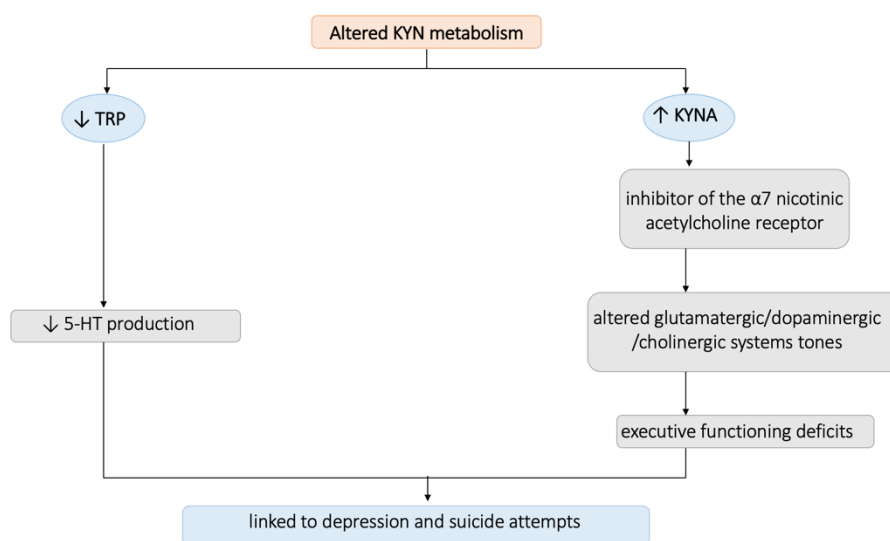 Altered KYN metabolism
↓ TRP
↑ KYNA
inhibitor of the α7 nicotinic
acetylcholine receptor
↓ 5-HT production
altered glutamatergic/dopaminergic
/cholinergic systems tones
executive functioning deficits
linked to depression and suicide attempts